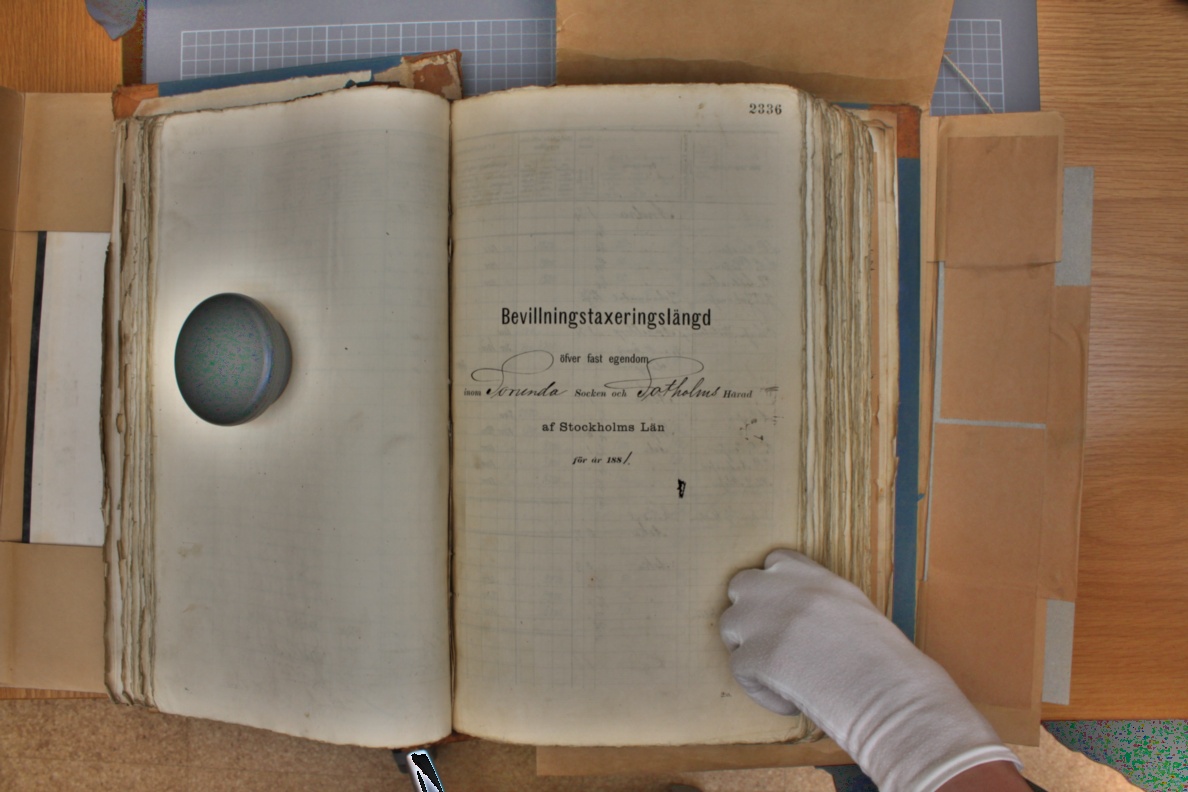 2336
Bevillningstaxeringslängd
öfver fast egendom
inom Sorunda Socken och Sotholms Härad
af Stockholms Län
för år 1881.